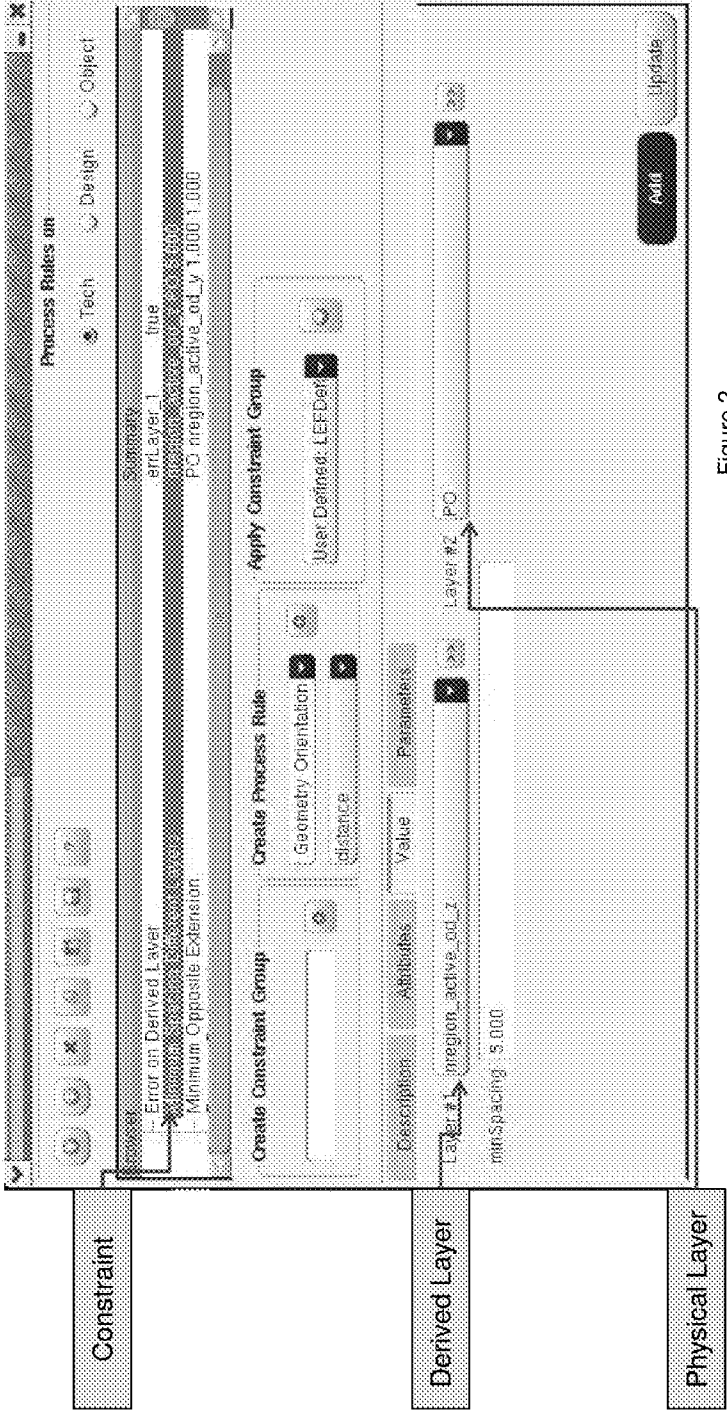 Process Rules on
Tech Design Object
Summary
Error on Derived Layer errLayer_1 true
Minimum Opposite Extension PO nregion_active_od_y 1.000 1.000
Create Constraint Group
Create Process Rule
Apply Constraint Group
Geometry Orientation
distance
User Defined: LEFDef
Description Attributes Value Parameters
Layer #1 nregion_active_od_z >> Layer #2 PO >>
minSpacing 5.000
Add Update
Constraint
Derived Layer
Physical Layer
Figure 2